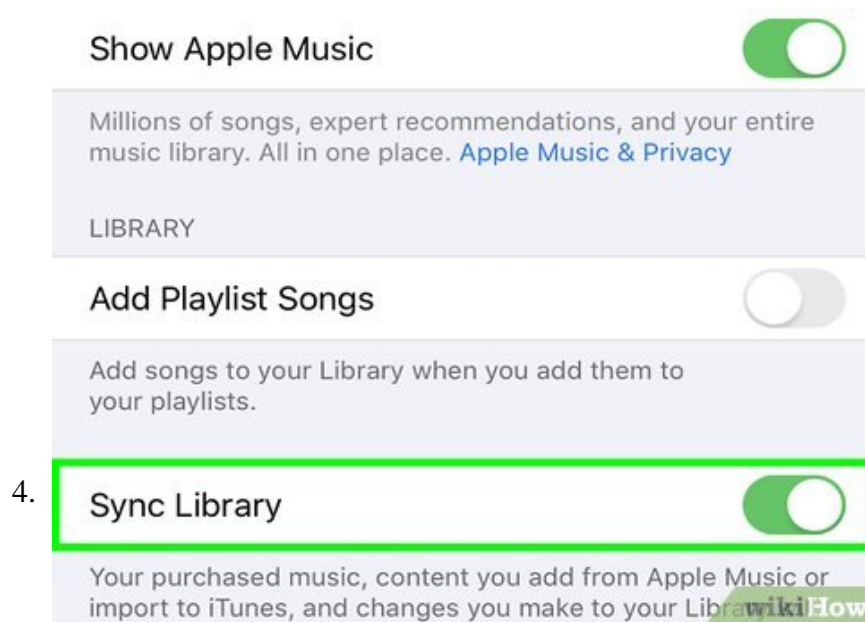 Show Apple Music
Millions of songs, expert recommendations, and your entire
music library. All in one place. Apple Music & Privacy
LIBRARY
Add Playlist Songs
Add songs to your Library when you add them to
your playlists.
4.
Sync Library
Your purchased music, content you add from Apple Music or
import to iTunes, and changes you make to your Library
wikiHow